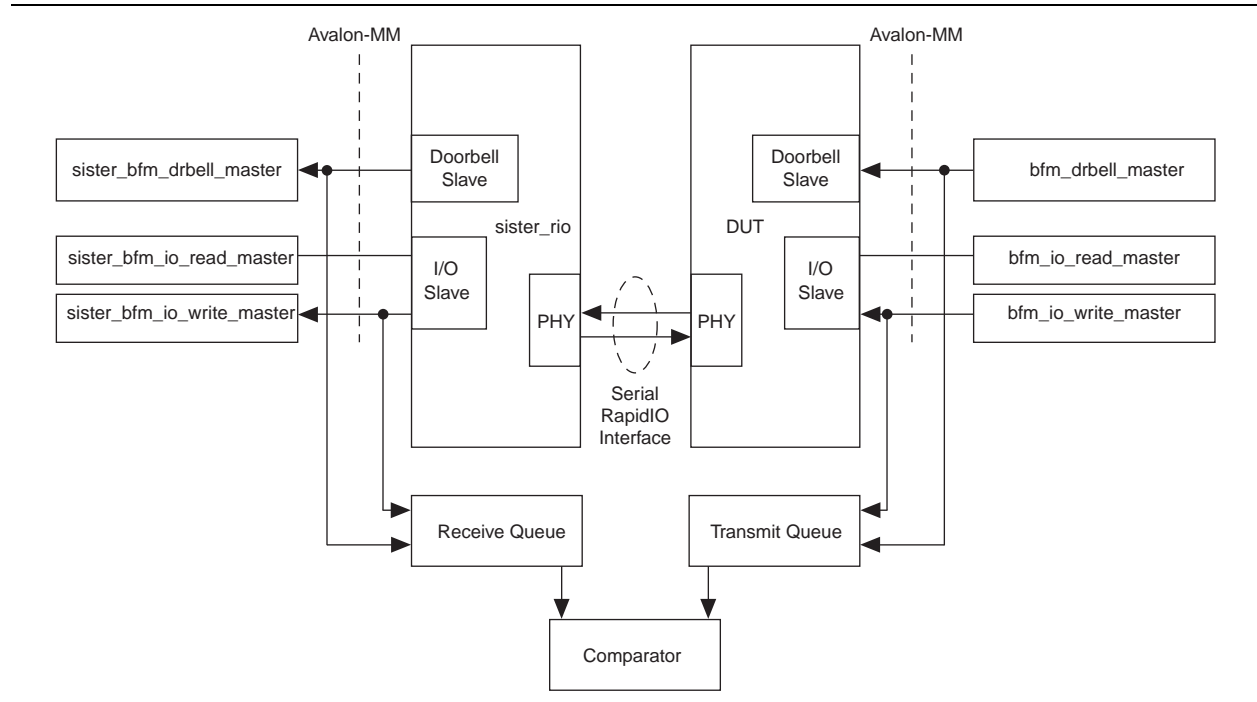 Avalon-MM
Avalon-MM
sister_bfm_drbell_master
Doorbell
Slave
Doorbell
Slave
bfm_drbell_master
sister_rio
DUT
sister_bfm_io_read_master
I/O
Slave
I/O
Slave
bfm_io_read_master
sister_bfm_io_write_master
bfm_io_write_master
PHY
PHY
Serial
RapidIO
Interface
Receive Queue
Transmit Queue
Comparator